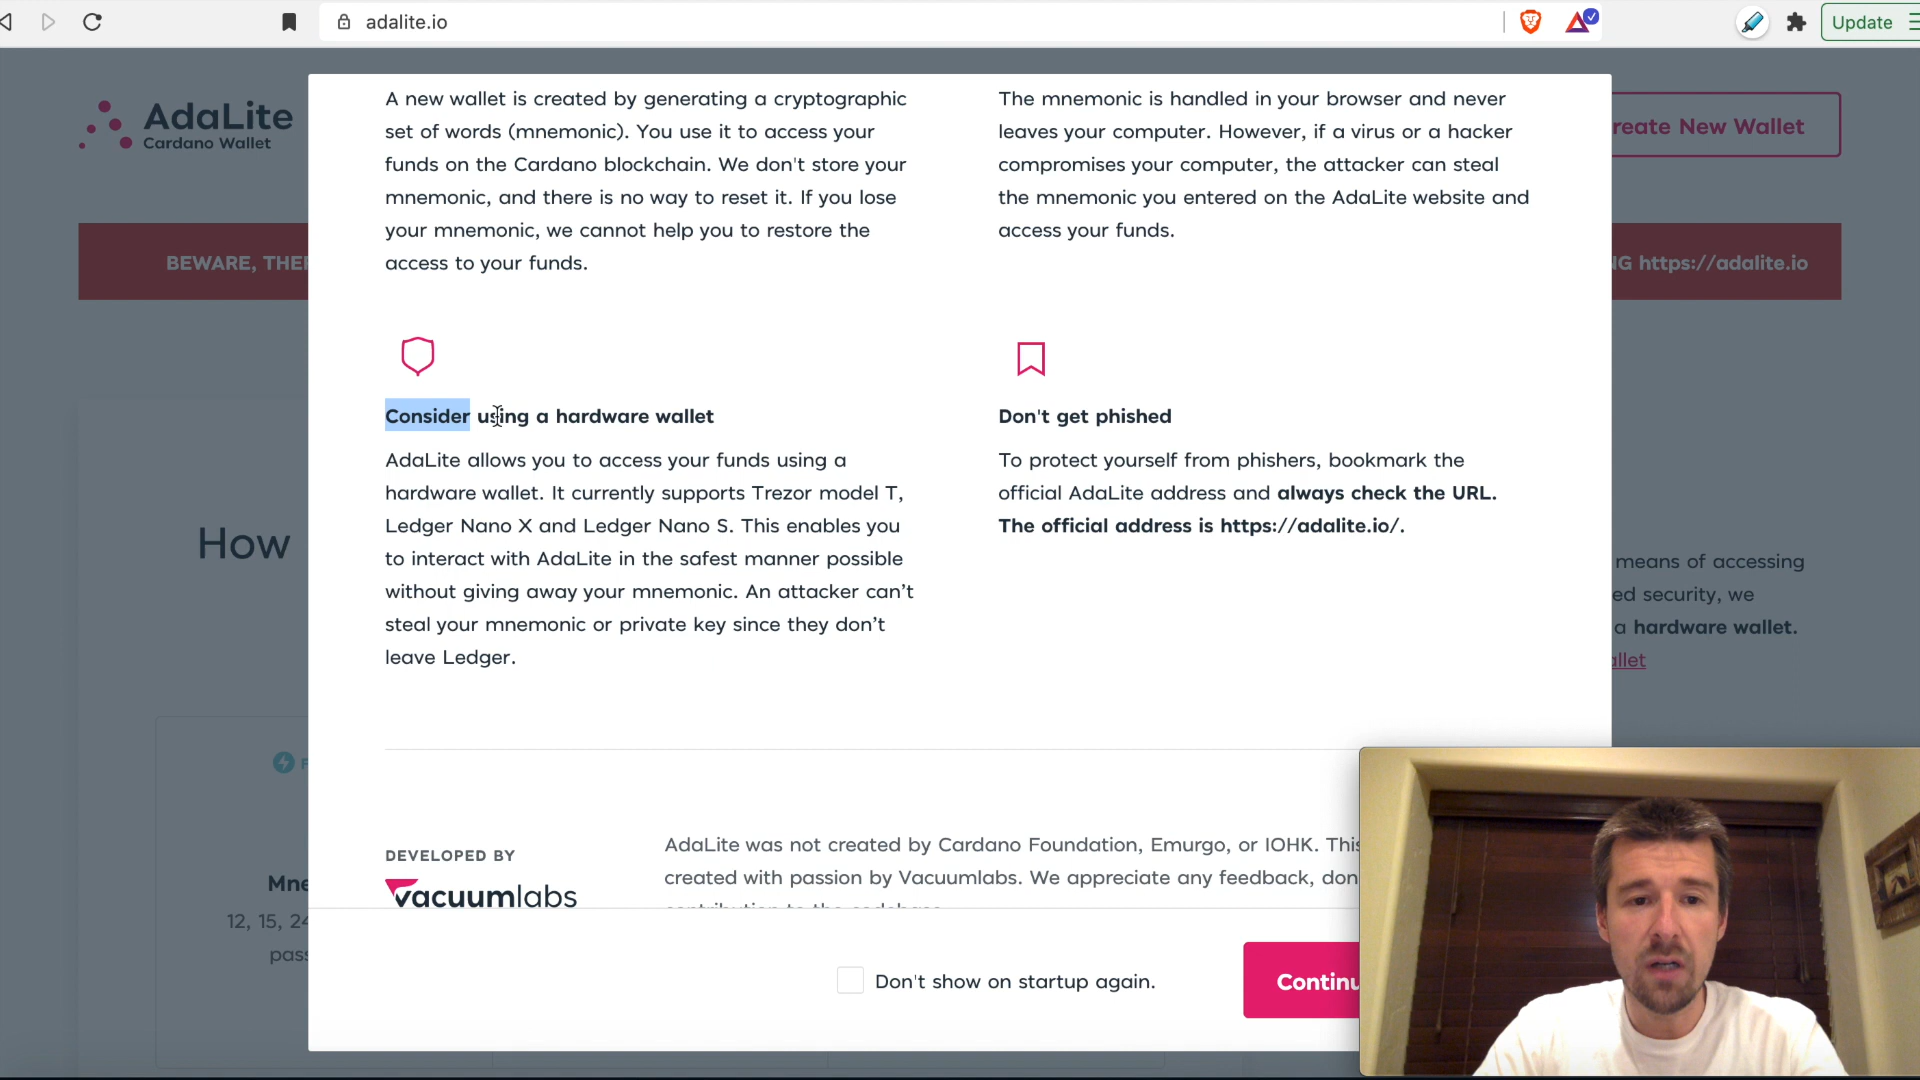 adalite.io
Update
AdaLite
Cardano Wallet
reate New Wallet
BEWARE, THER
NG https://adalite.io
A new wallet is created by generating a cryptographic
set of words (mnemonic). You use it to access your
funds on the Cardano blockchain. We don't store your
mnemonic, and there is no way to reset it. If you lose
your mnemonic, we cannot help you to restore the
access to your funds.
The mnemonic is handled in your browser and never
leaves your computer. However, if a virus or a hacker
compromises your computer, the attacker can steal
the mnemonic you entered on the AdaLite website and
access your funds.
Consider using a hardware wallet
AdaLite allows you to access your funds using a
hardware wallet. It currently supports Trezor model T,
Ledger Nano X and Ledger Nano S. This enables you
to interact with AdaLite in the safest manner possible
without giving away your mnemonic. An attacker can’t
steal your mnemonic or private key since they don’t
leave Ledger.
Don't get phished
To protect yourself from phishers, bookmark the
official AdaLite address and always check the URL.
The official address is https://adalite.io/.
How
means of accessing
ed security, we
a hardware wallet.
allet
F
Mne
12, 15, 24
pass
DEVELOPED BY
vacuumlabs
AdaLite was not created by Cardano Foundation, Emurgo, or IOHK. This
created with passion by Vacuumlabs. We appreciate any feedback, don
Don't show on startup again.
Continu